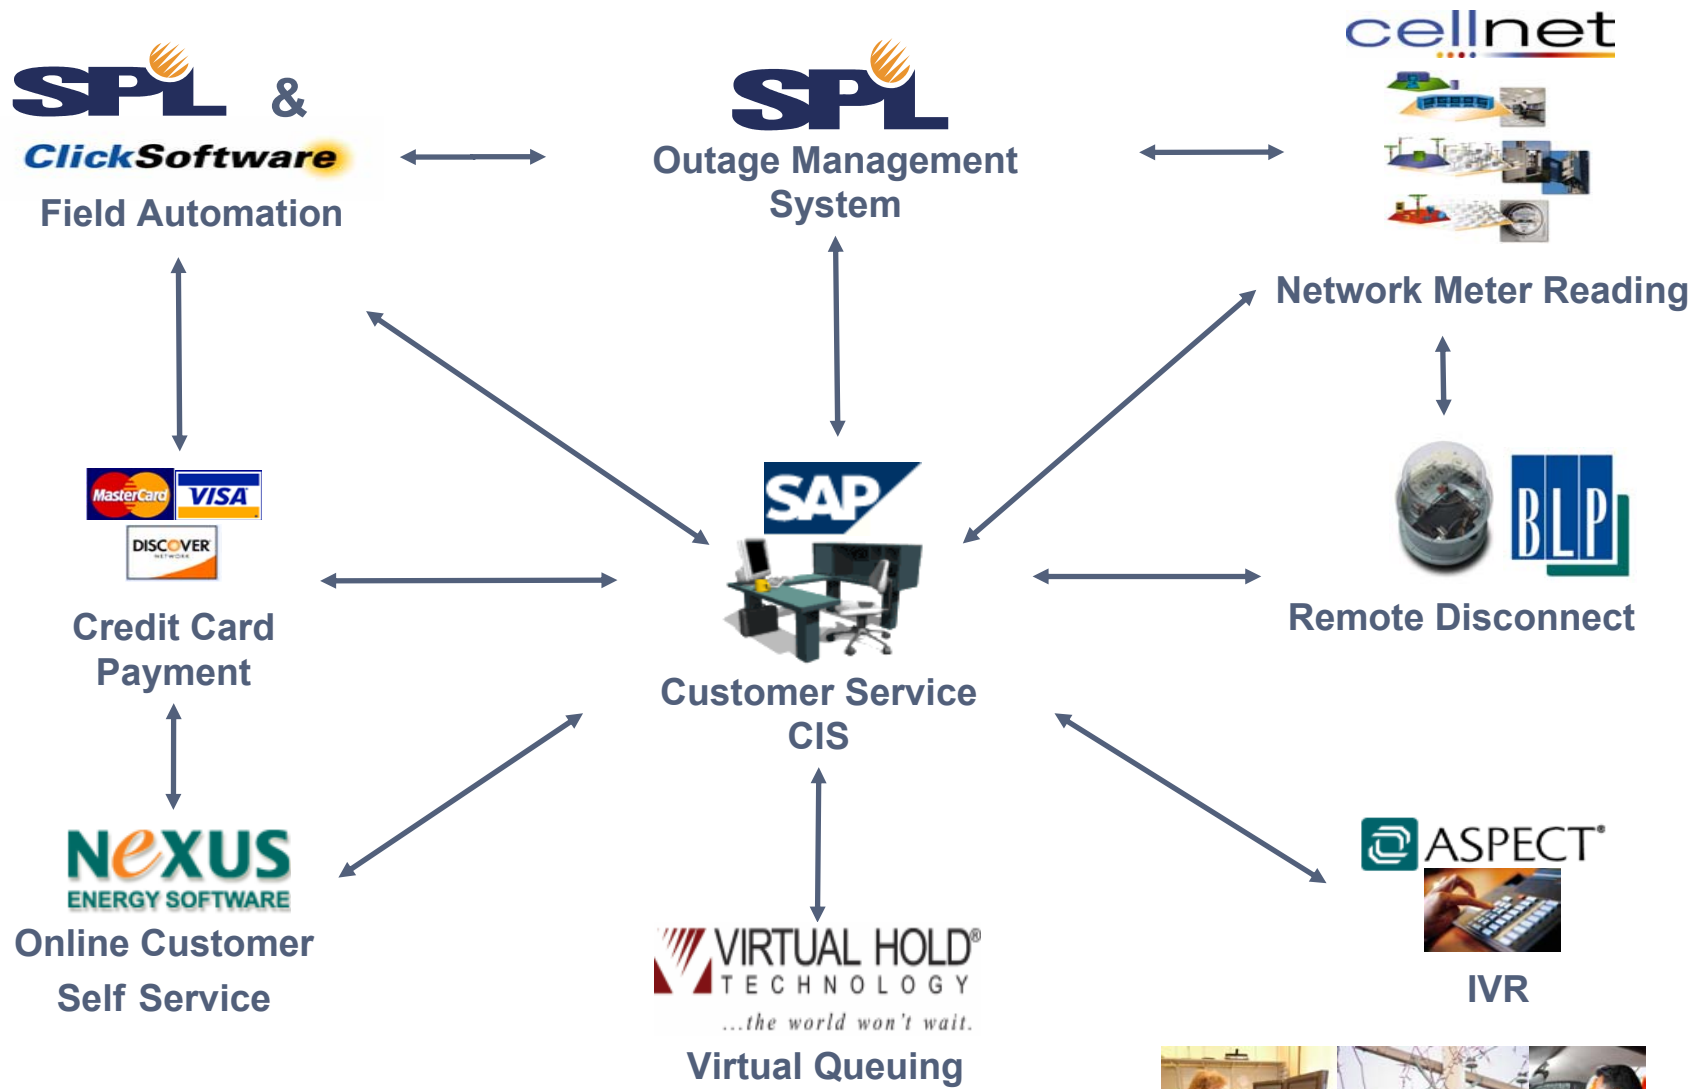 SPL &
ClickSoftware
Field Automation
SPL
Outage Management
System
cellnet
Network Meter Reading
MasterCard
VISA
DISCOVER
NETWORK
Credit Card
Payment
SAP
Customer Service
CIS
BLP
Remote Disconnect
NeXUS
ENERGY SOFTWARE
Online Customer
Self Service
VIRTUAL HOLD®
TECHNOLOGY
...the world won't wait.
Virtual Queuing
ASPECT®
IVR